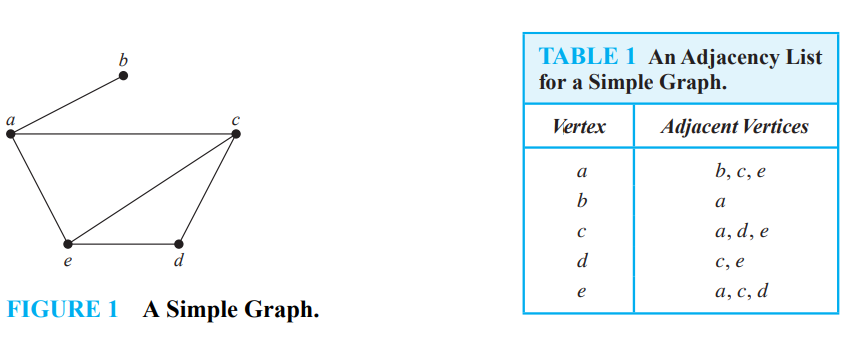 b
a
c
e
d
FIGURE 1 A Simple Graph.
TABLE 1 An Adjacency List
for a Simple Graph.
Vertex Adjacent Vertices
a b, c, e
b a
c a, d, e
d c, e
e a, c, d